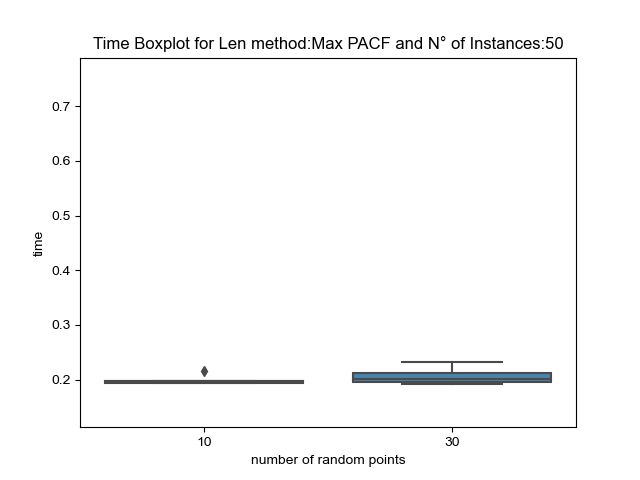 Time Boxplot for Len method:Max PACF and N° of Instances:50
0.7
0.6
0.5
0.4
0.3
0.2
time
10
30
number of random points